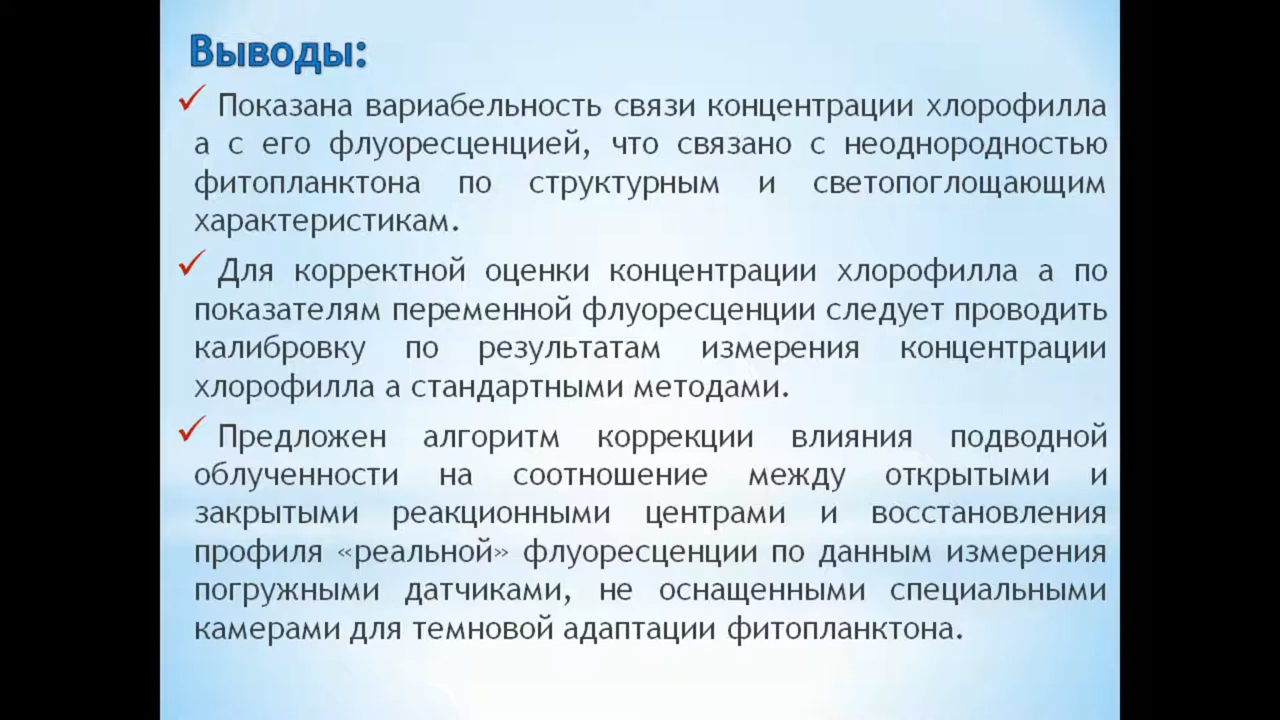 Выводы:
Показана вариабельность связи концентрации хлорофилла
а с его флуоресценцией, что связано с неоднородностью
фитопланктона по структурным и светопоглощающим
характеристикам.
Для корректной оценки концентрации хлорофилла а по
показателям переменной флуоресценции следует проводить
калибровку по результатам измерения концентрации
хлорофилла а стандартными методами.
Предложен алгоритм коррекции влияния подводной
облученности на соотношение между открытыми и
закрытыми реакционными центрами и восстановления
профиля «реальной» флуоресценции по данным измерения
погружными датчиками, не оснащенными специальными
камерами для темновой адаптации фитопланктона.